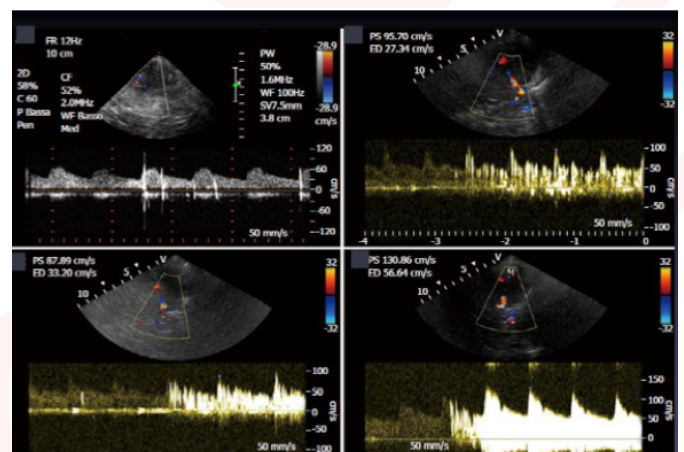 FR 12Hz
10 cm
2D
58%
C 60
P Bassa
Pen
CF
52%
2.0MHz
WF Basso
Med
PW
50%
1.6MHz
WF 100Hz
SV7.5mm
3.8 cm
-28.9
-28.9
cm/s
120
60
0
-60
-120
cm/s
50 mm/s
PS 95.70 cm/s
ED 27.34 cm/s
10
5
V
32
-32
100
50
0
-50
-100
cm/s
50 mm/s
-4
-3
-2
-1
0
PS 87.89 cm/s
ED 33.20 cm/s
10
5
V
32
-32
100
50
0
-50
-100
cm/s
50 mm/s
PS 130.86 cm/s
ED 56.64 cm/s
10
5
V
32
-32
150
100
50
0
cm/s
50 mm/s